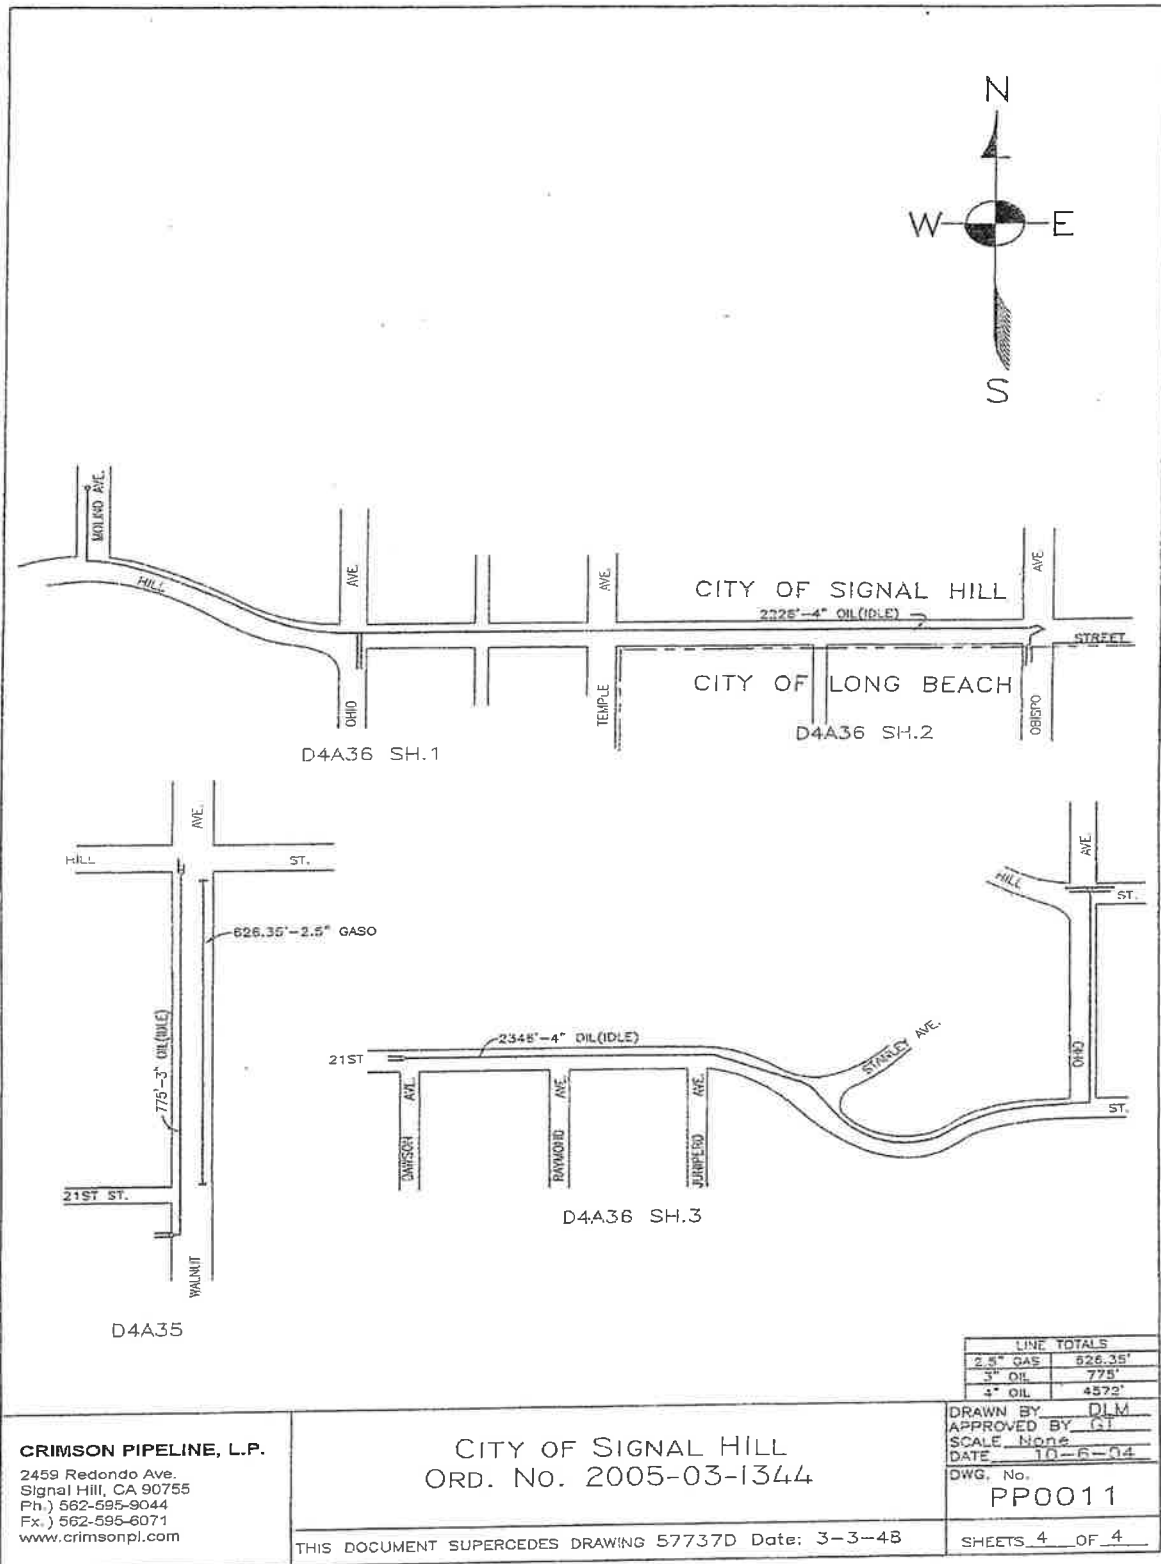 N
W E
S
MOLINO AVE.
HILL
AVE.
AVE.
AVE.
CITY OF SIGNAL HILL
2226'-4" OIL(IDLE)
STREET
CITY OF LONG BEACH
OHIO
TEMPLE
OBISPO
D4A36 SH.1
D4A36 SH.2
AVE.
HILL ST.
626.35'-2.5" GASO
775'-3" OIL(IDLE)
21ST ST.
WALNUT
D4A35
AVE.
HILL ST.
2346'-4" OIL(IDLE)
STANLEY AVE.
21ST
OHIO
ST.
DAWSON AVE.
RAYMOND AVE.
JUNIPERO AVE.
D4A36 SH.3
LINE TOTALS
2.5" GAS 626.35'
3" OIL 775'
4" OIL 4572'
CRIMSON PIPELINE, L.P.
2459 Redondo Ave.
Signal Hill, CA 90755
Ph.) 562-595-9044
Fx.) 562-595-6071
www.crimsonpl.com
CITY OF SIGNAL HILL
ORD. No. 2005-03-1344
THIS DOCUMENT SUPERCEDES DRAWING 57737D Date: 3-3-48
DRAWN BY DLM
APPROVED BY GT
SCALE None
DATE 10-6-04
DWG. No.
PP0011
SHEETS 4 OF 4